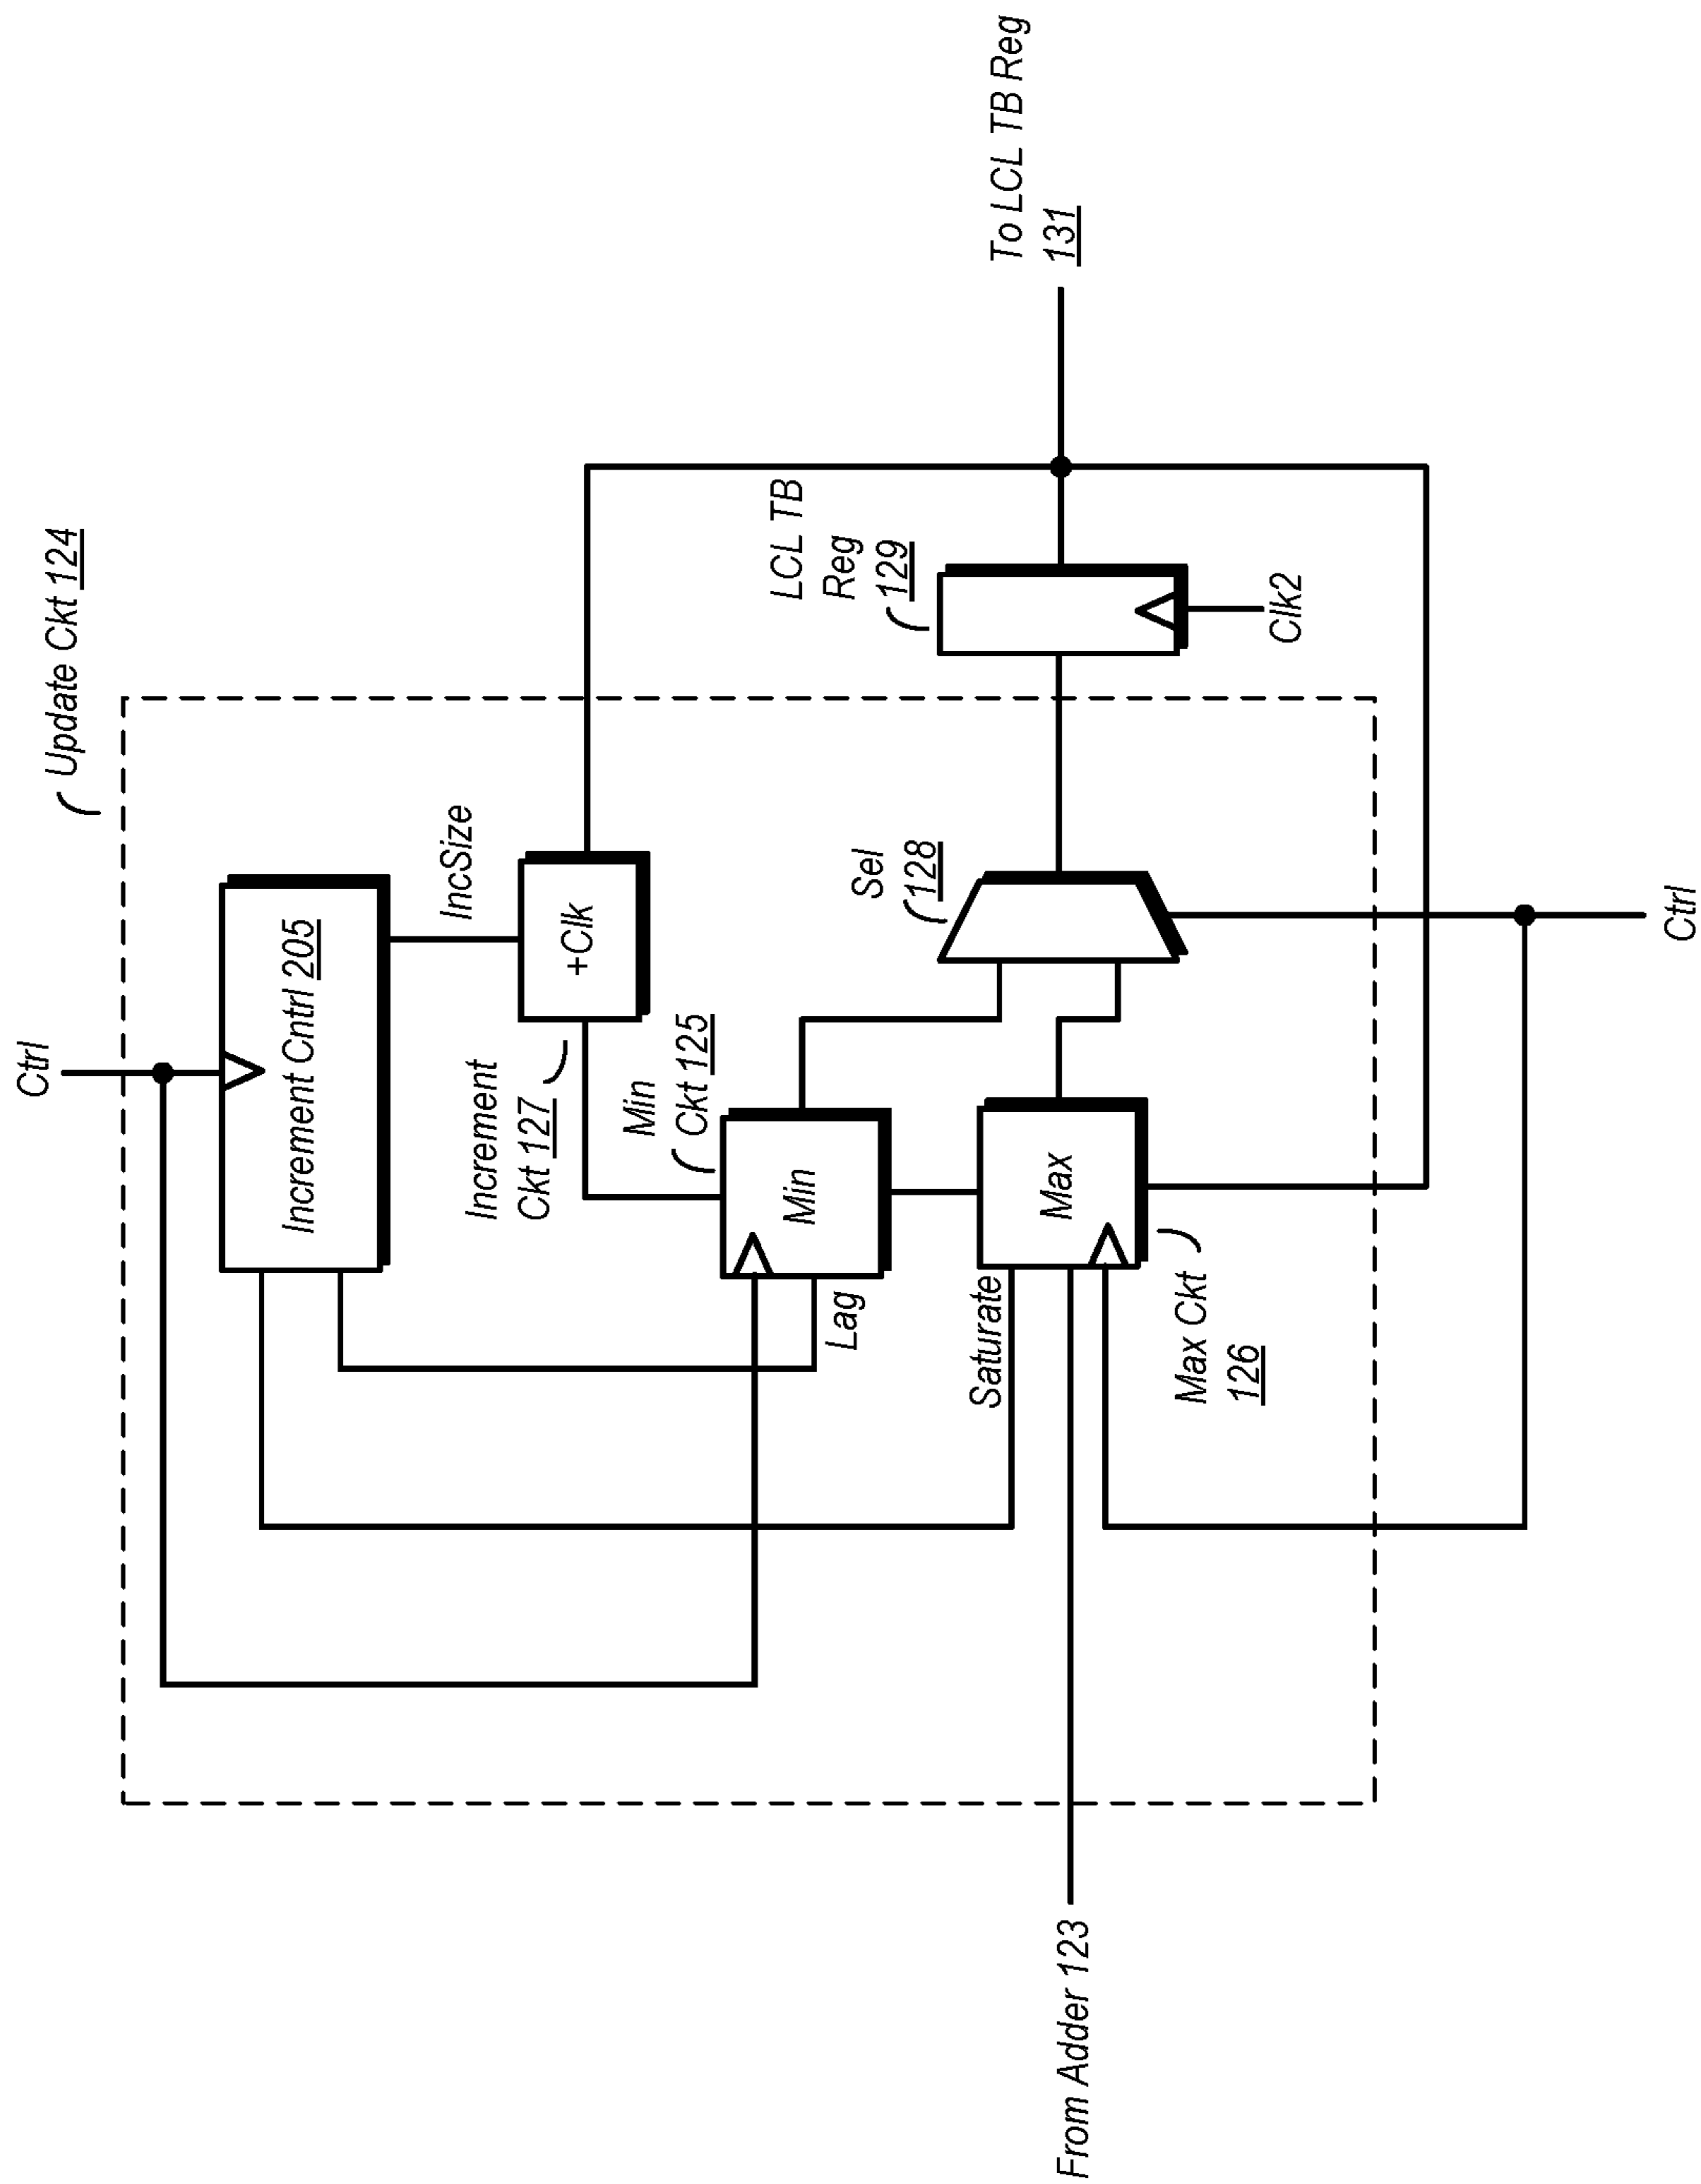 Update Ckt 124
Ctrl
Increment Cntrl 205
IncSize
+Clk
Increment
Ckt 127
Min
Ckt 125
Min
Lag
LCL TB
Reg
129
Sel
128
Saturate
Max
To LCL TB Reg
131
From Adder 123
Max Ckt
126
Clk2
Ctrl